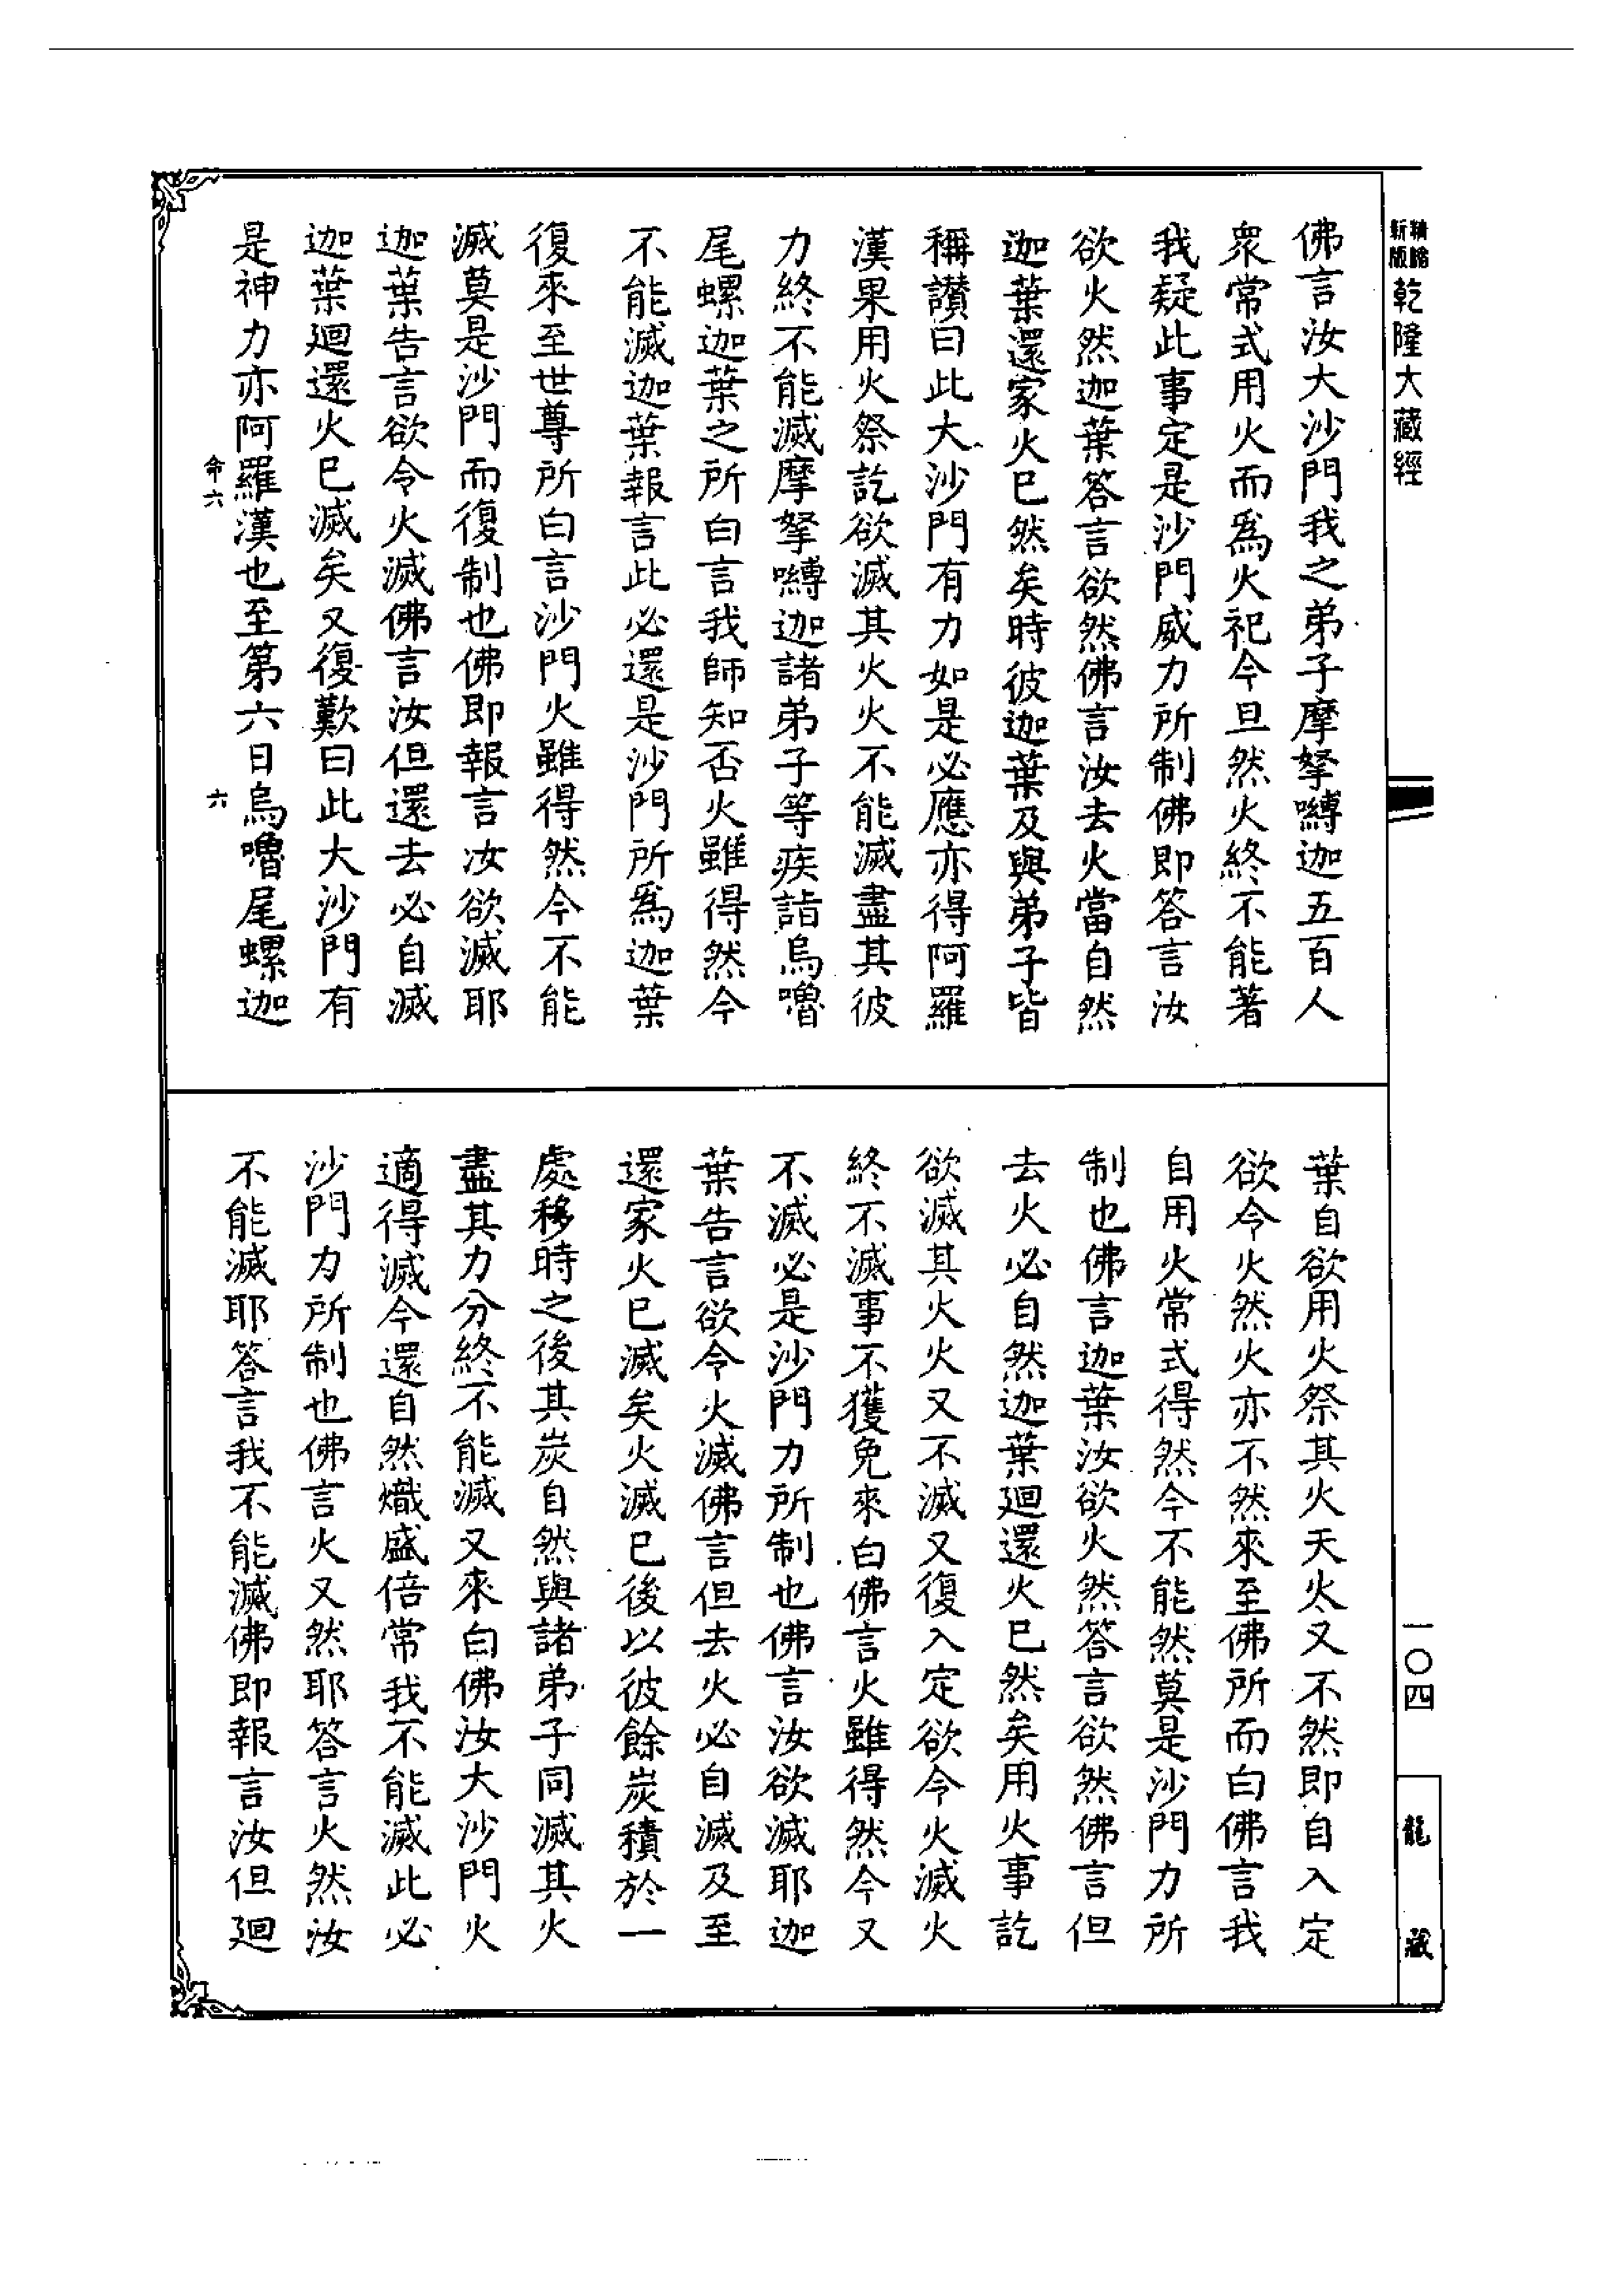 新版
精縮
乾隆大藏經
佛言汝大沙門我之弟子摩拏嚩迦五百人
衆常式用火而爲火祀今旦然火終不能著
我疑此事定是沙門威力所制佛即答言汝
欲火然迦葉答言欲然佛言汝去火當自然
迦葉還家火已然矣時彼迦葉及與弟子皆
稱讃曰此大沙門有力如是必應亦得阿羅
漢果用火祭訖欲滅其火火不能滅盡其彼
力終不能滅摩拏嚩迦諸弟子等疾詣烏嚕
尾螺迦葉之所白言我師知否火雖得然今
不能滅迦葉報言此必還是沙門所爲迦葉
復來至世尊所白言沙門火雖得然今不能
滅莫是沙門而復制也佛即報言汝欲滅耶
迦葉告言欲令火滅佛言汝但還去必自滅
迦葉迴還火已滅矣又復歎曰此大沙門有
是神力亦阿羅漢也至第六日烏嚕尾螺迦
命六
六
葉自欲用火祭其火天火又不然即自入定
欲令火然火亦不然來至佛所而白佛言我
自用火常式得然今不能然莫是沙門力所
制也佛言迦葉汝欲火然答言欲然佛言但
去火必自然迦葉迴還火已然矣用火事訖
欲滅其火火又不滅又復入定欲令火滅火
終不滅事不獲免來白佛言火雖得然今又
不滅必是沙門力所制也佛言汝欲滅耶迦
葉告言欲令火滅佛言但去火必自滅及至
還家火已滅矣火滅已後以彼餘炭積於一
處移時之後其炭自然與諸弟子同滅其火
盡其力分終不能滅又來白佛汝大沙門火
適得滅今還自然熾盛倍常我不能滅此必
沙門力所制也佛言火又然耶答言火然汝
不能滅耶答言我不能滅佛即報言汝但迴
一〇四
龍藏